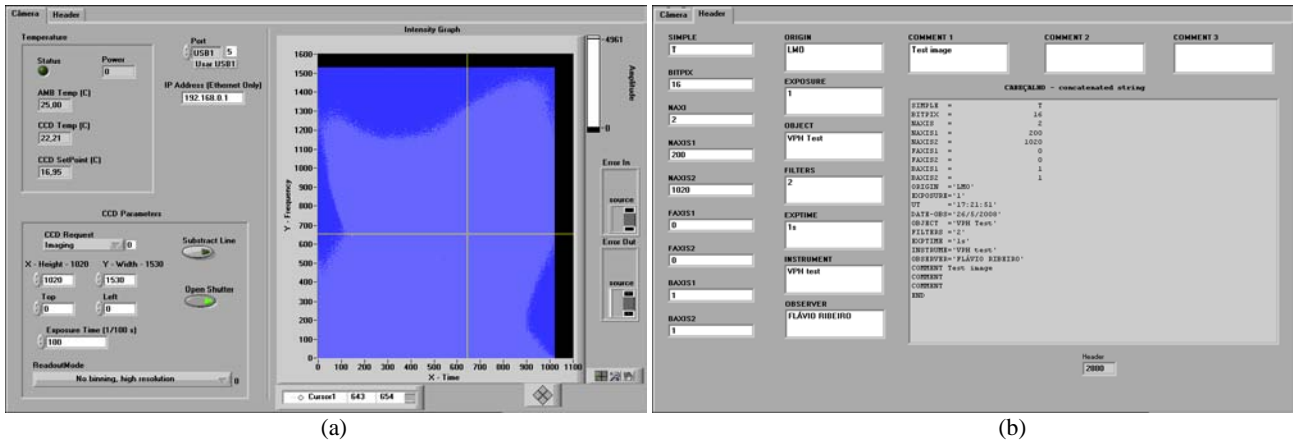 Câmera Header
Temperature
Status
Power
0
AMB Temp (C)
25,00
CCD Temp (C)
22,21
CCD SetPoint (C)
16,95
Port
USB1 5
Usar USB1
IP Address (Ethernet Only)
192.168.0.1
CCD Parameters
CCD Request
Imaging 0
Substract Line
X - Height - 1020 Y - Width - 1530
1020 1530
Top Left
0 0
Open Shutter
Exposure Time (1/100 s)
100
ReadoutMode
No binning, high resolution 0
Intensity Graph
1600
1500
1400
1300
1200
1100
1000
900
800
700
600
500
400
300
200
100
0
Y - Frequency
0 100 200 300 400 500 600 700 800 900 1000 1100
X - Time
Cursor1 643 654
4961
0
Amplitude
Error In
source
Error Out
source
(a)
Câmera Header
SIMPLE
T
BITPIX
16
NAXI
2
NAXIS1
200
NAXIS2
1020
FAXIS1
0
FAXIS2
0
BAXIS1
1
BAXIS2
1
ORIGIN
LMO
EXPOSURE
1
OBJECT
VPH Test
FILTERS
2
EXPTIME
1s
INSTRUMENT
VPH test
OBSERVER
FLÁVIO RIBEIRO
COMMENT 1 COMMENT 2 COMMENT 3
Test image
CABEÇALHO - concatenated string
SIMPLE = T
BITPIX = 16
NAXIS = 2
NAXIS1 = 200
NAXIS2 = 1020
FAXIS1 = 0
FAXIS2 = 0
BAXIS1 = 1
BAXIS2 = 1
ORIGIN ='LMO'
EXPOSURE='1'
UT ='17:21:51'
DATE-OBS='26/5/2008'
OBJECT ='VPH Test'
FILTERS ='2'
EXPTIME ='1s'
INSTRUME='VPH test'
OBSERVER='FLÁVIO RIBEIRO'
COMMENT Test image
COMMENT
COMMENT
END
Header
2880
(b)